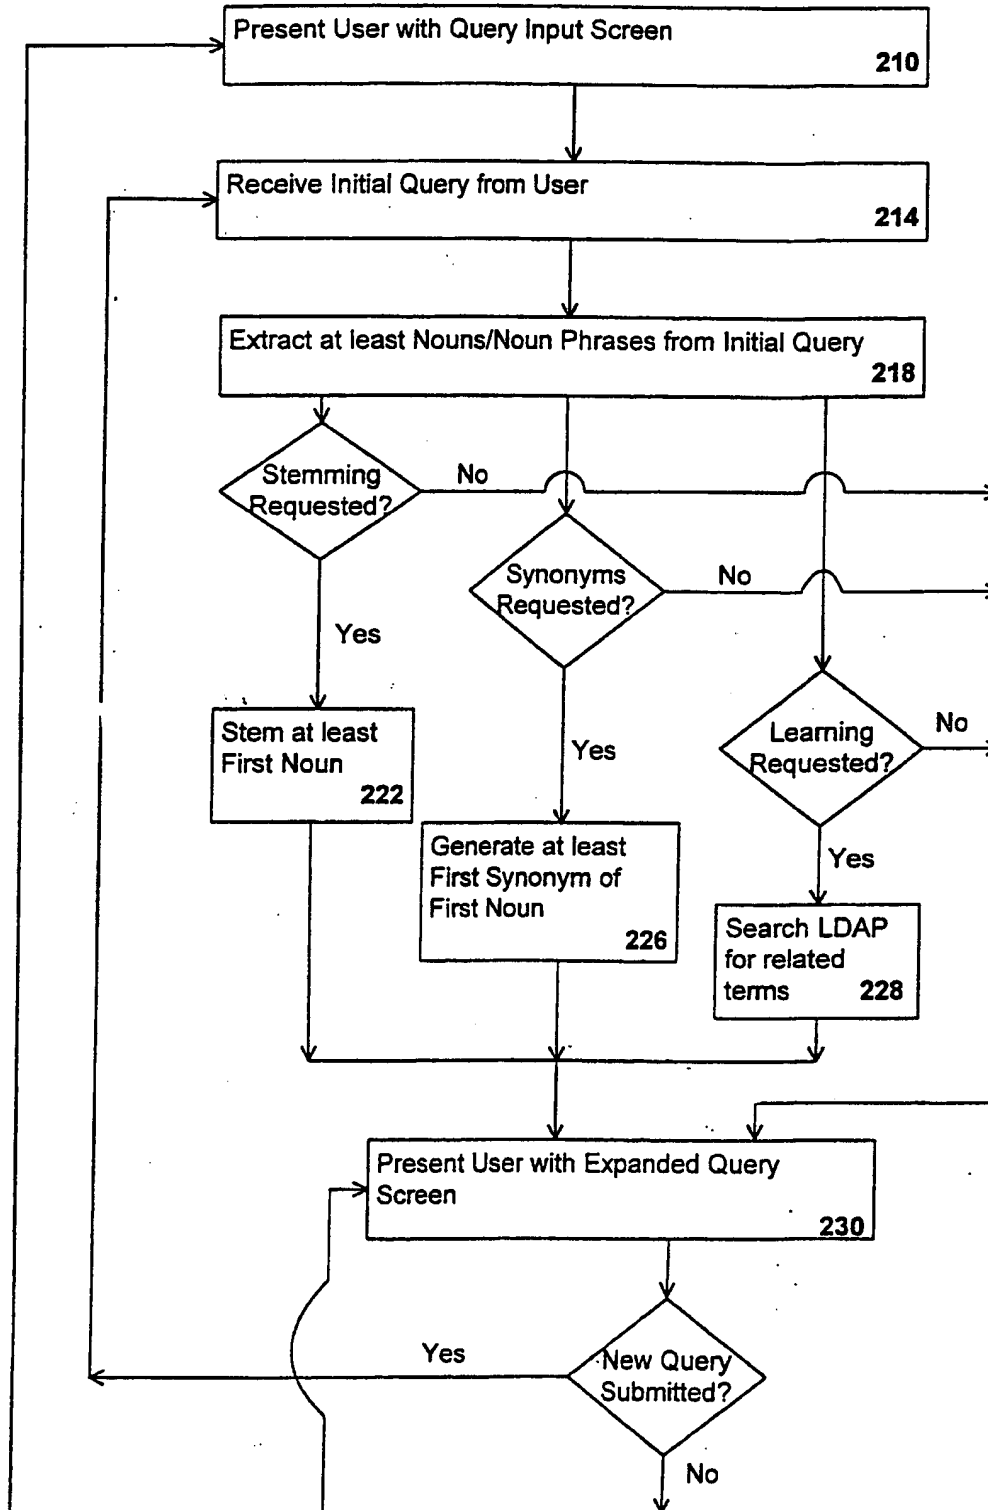 Present User with Query Input Screen
210
Receive Initial Query from User
214
Extract at least Nouns/Noun Phrases from Initial Query
218
Stemming
Requested?
No
Synonyms
Requested?
No
Yes
Learning
Requested?
No
Stem at least
First Noun
222
Yes
Generate at least
First Synonym of
First Noun
226
Yes
Search LDAP
for related
terms 228
Present User with Expanded Query
Screen
230
Yes
New Query
Submitted?
No